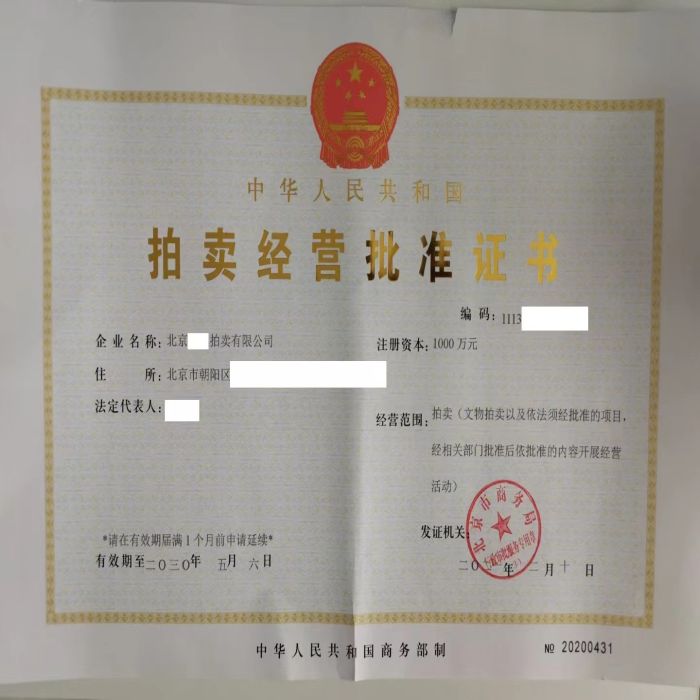 中华人民共和国
拍卖经营批准证书
编码：1113
企业名称：北京 拍卖有限公司
注册资本：1000万元
住所：北京市朝阳区
法定代表人：
经营范围：拍卖（文物拍卖以及依法须经批准的项目，
经相关部门批准后依批准的内容开展经营
活动）
*请在有效期届满1个月前申请延续*
有效期至二〇三〇年 五月 六日
发证机关：
北京市商务局
二〇 年 二月十日
中华人民共和国商务部制
№ 20200431